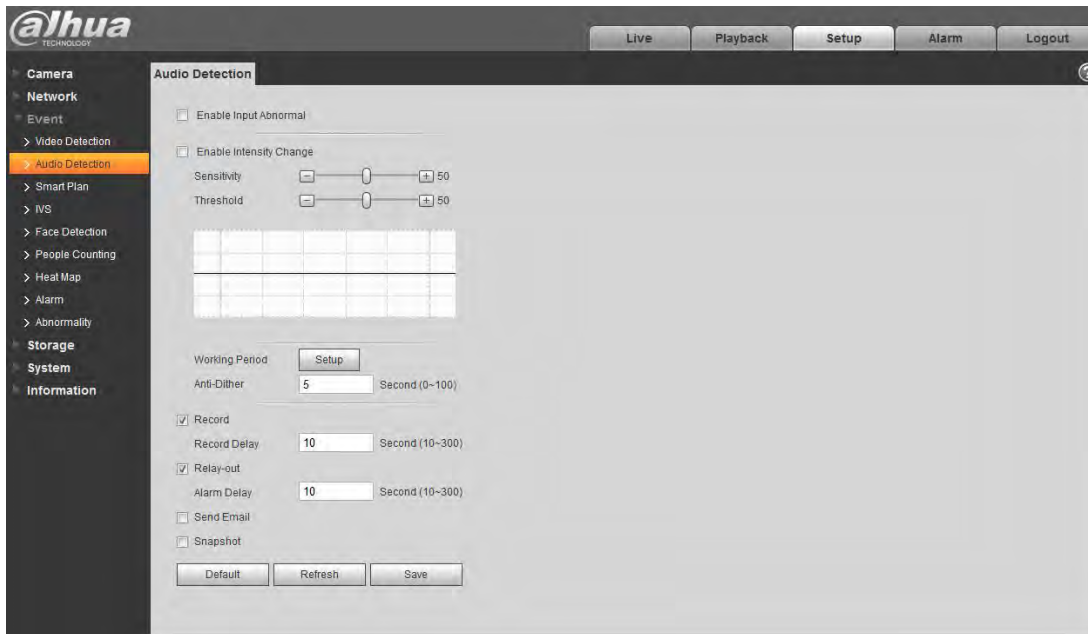 alhua
TECHNOLOGY
Live Playback Setup Alarm Logout
Camera
Network
Event
> Video Detection
> Audio Detection
> Smart Plan
> IVS
> Face Detection
> People Counting
> Heat Map
> Alarm
> Abnormality
Storage
System
Information
Audio Detection
?
Enable Input Abnormal
Enable Intensity Change
Sensitivity - + 50
Threshold - + 50
Working Period Setup
Anti-Dither 5 Second (0~100)
Record
Record Delay 10 Second (10~300)
Relay-out
Alarm Delay 10 Second (10~300)
Send Email
Snapshot
Default Refresh Save